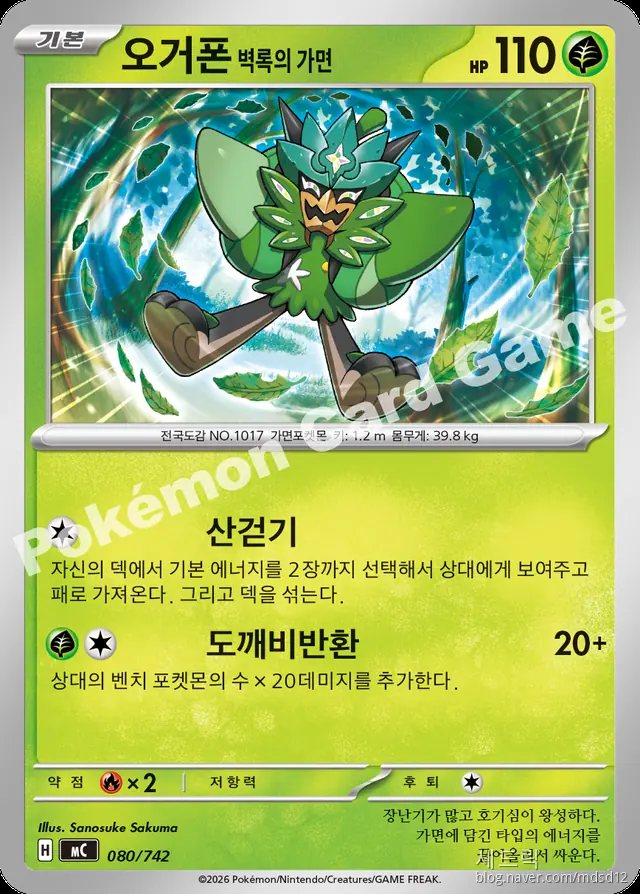 기본 오거폰 벽록의 가면 HP 110
Pokémon Card Game
전국도감 NO.1017 가면포켓몬 키: 1.2 m 몸무게: 39.8 kg
산걷기
자신의 덱에서 기본 에너지를 2장까지 선택해서 상대에게 보여주고
패로 가져온다. 그리고 덱을 섞는다.
도깨비반환 20+
상대의 벤치 포켓몬의 수 × 20데미지를 추가한다.
약점 ×2 저항력 후퇴
장난기가 많고 호기심이 왕성하다.
가면에 담긴 타입의 에너지를
싸운다.
Illus. Sanosuke Sakuma
H mC 080/742
체드릭
blog.naver.com/mdsd12
©2026 Pokémon/Nintendo/Creatures/GAME FREAK.